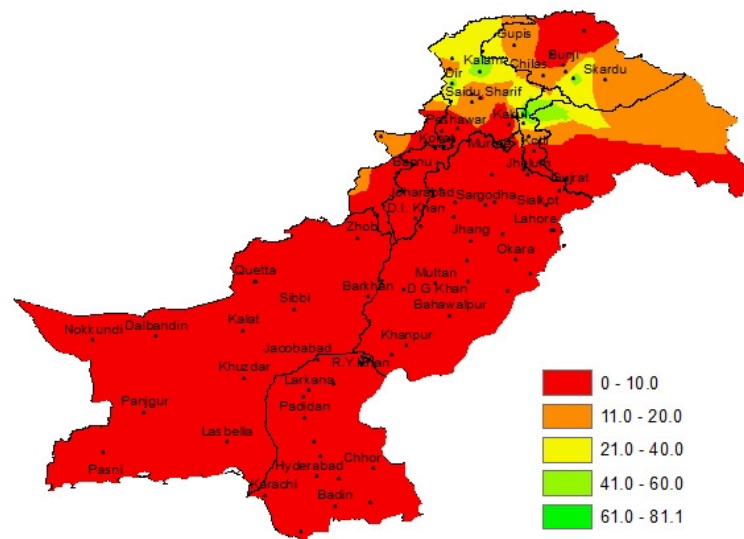 Gupis
Kalam
Bunji
Chilas
Dir
Skardu
Saidu Sharif
Peshawar
Bannu
Jhelum
Gujrat
Sargodha
Sialkot
D.I. Khan
Lahore
Zhob
Jhang
Okara
Quetta
Multan
Barkhan
D G Khan
Sibbi
Bahawalpur
Nokkundi
Dalbandin
Kalat
Khanpur
Jacobabad
Khuzdar
Larkana
Panjgur
Padidan
Lasbella
Pasni
Hyderabad
Chhor
Karachi
Badin
0 - 10.0
11.0 - 20.0
21.0 - 40.0
41.0 - 60.0
61.0 - 81.1